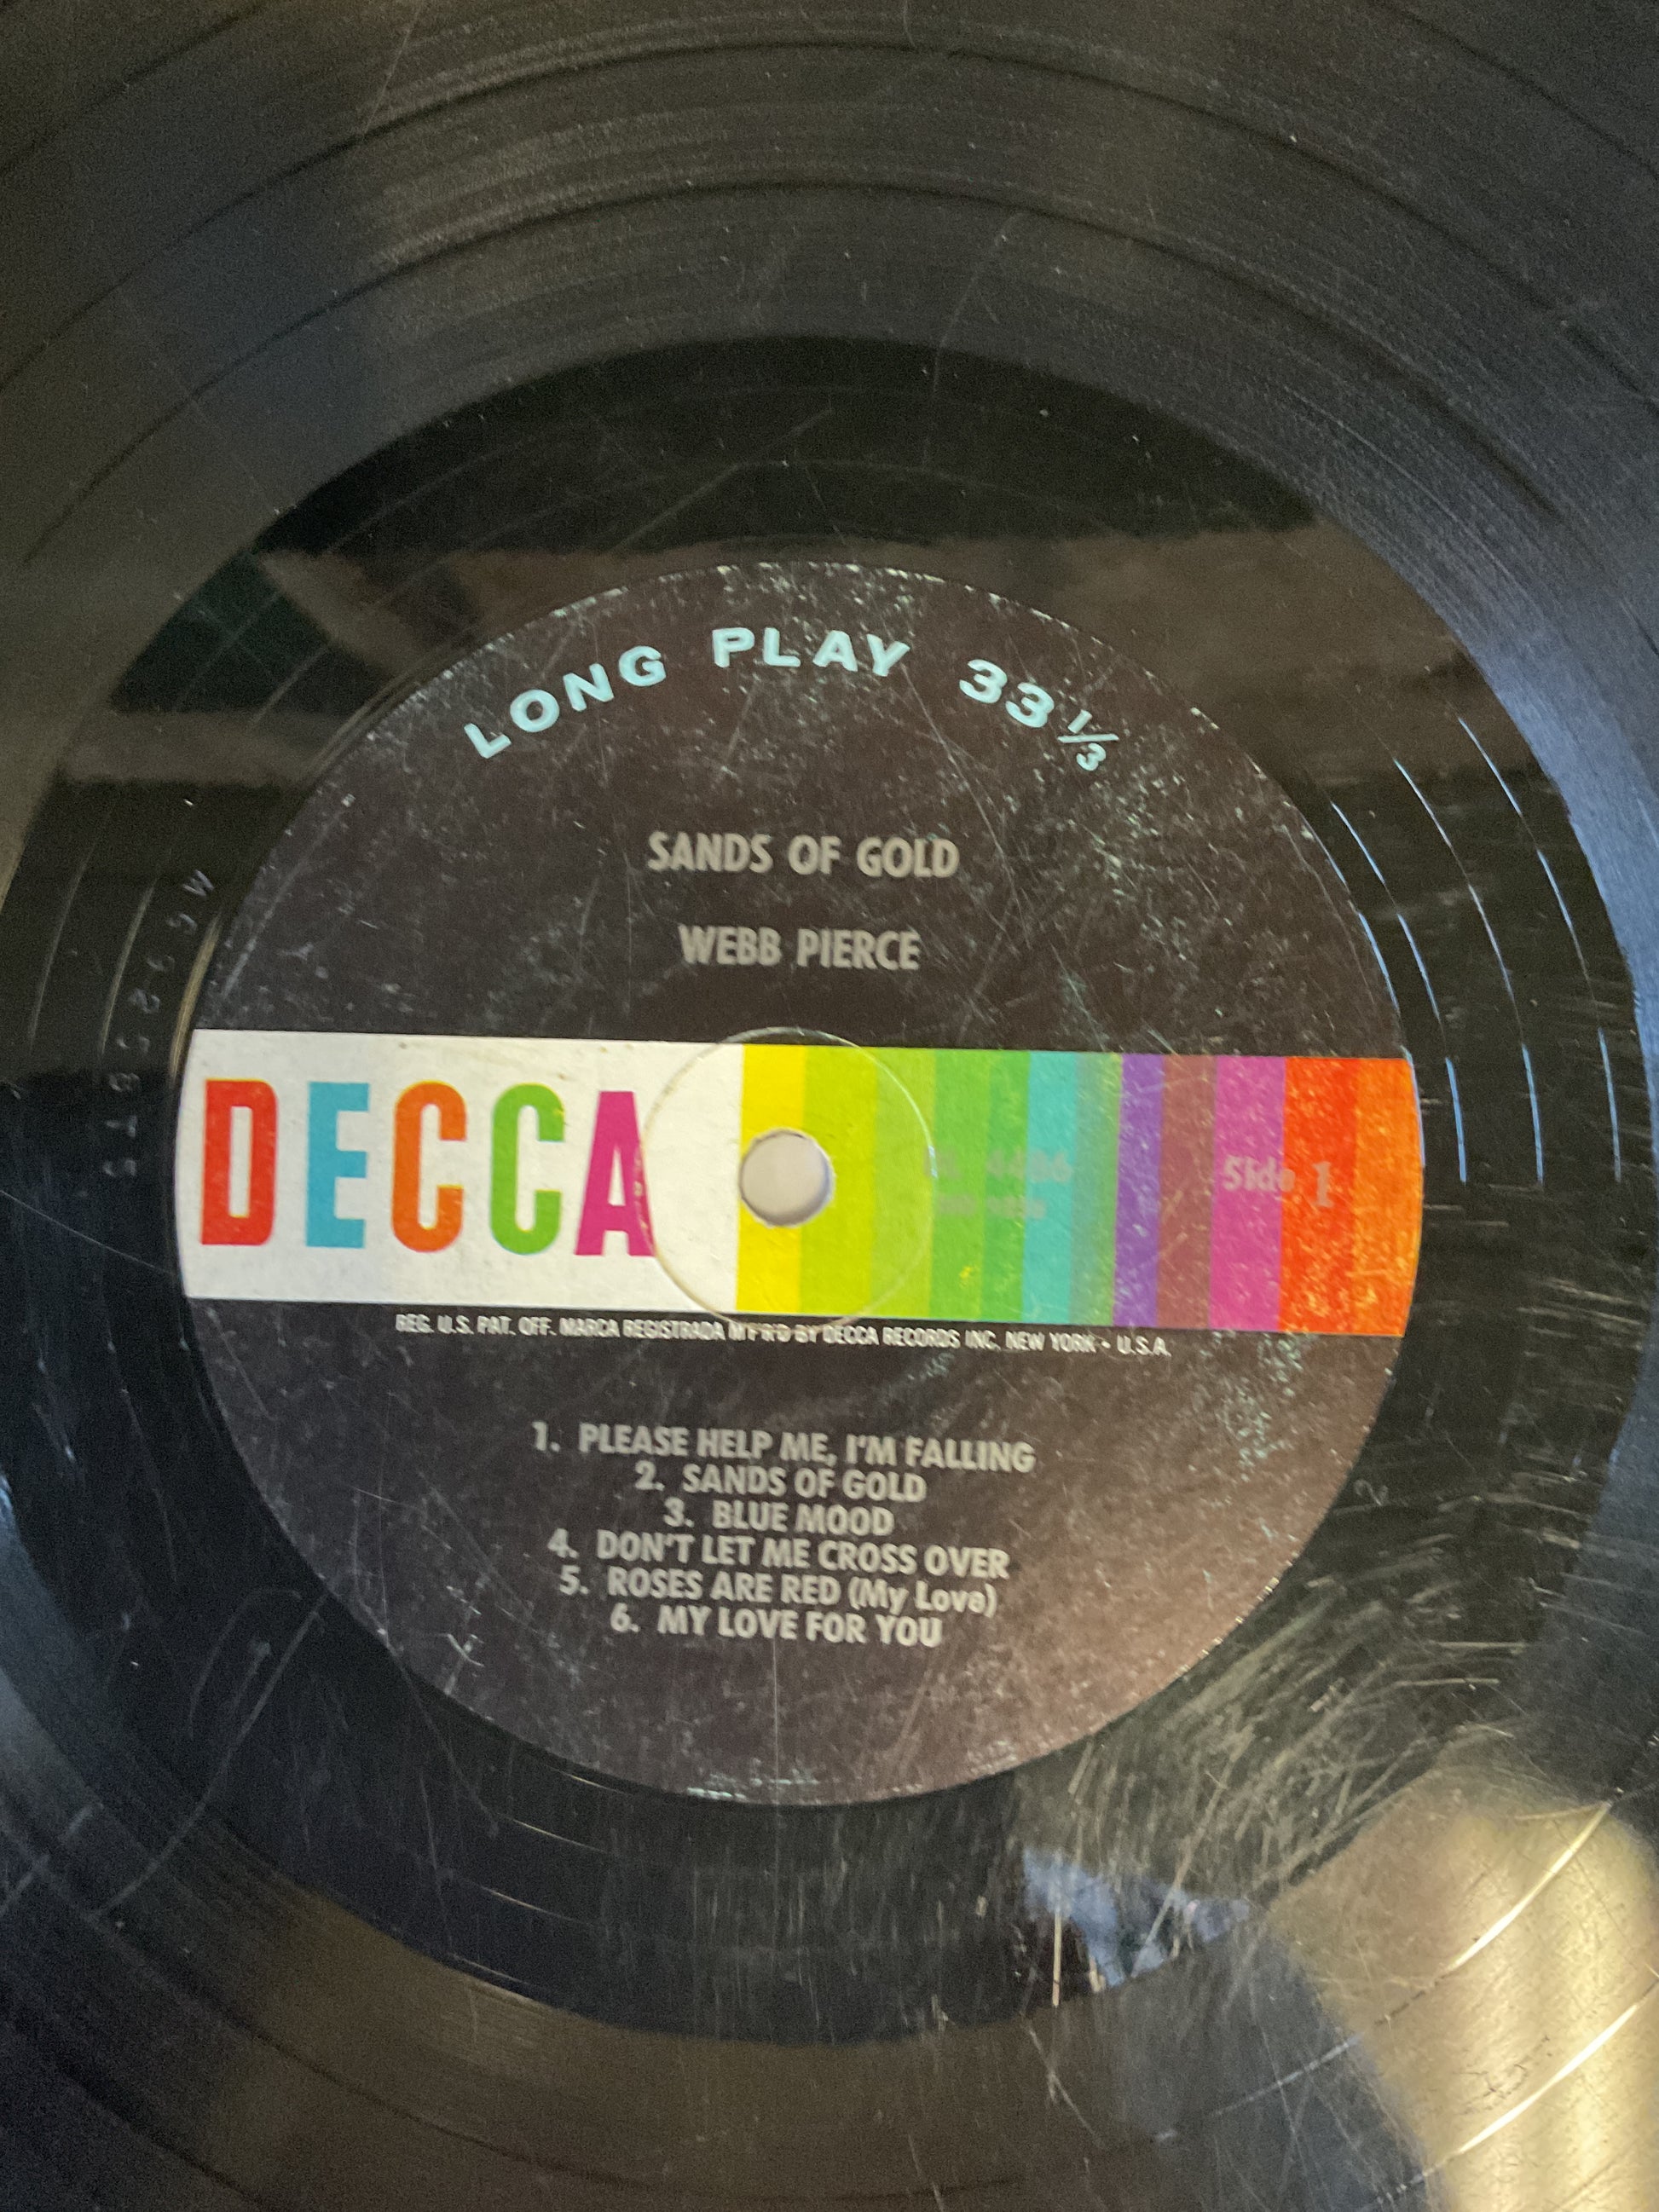 LONG PLAY 33⅓
SANDS OF GOLD
WEBB PIERCE
DECCA
Side 1
REG. U.S. PAT. OFF. MARCA REGISTRADA MF'R'D BY DECCA RECORDS INC. NEW YORK • U.S.A.
1. PLEASE HELP ME, I'M FALLING
2. SANDS OF GOLD
3. BLUE MOOD
4. DON'T LET ME CROSS OVER
5. ROSES ARE RED (My Love)
6. MY LOVE FOR YOU